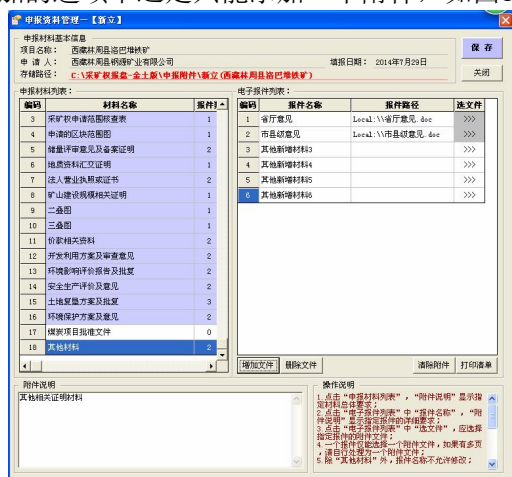 申报资料管理—【新立】
申报材料基本信息
项目名称： 西藏林周县洛巴堆铁矿
申 请 人： 西藏林周县钢源矿业有限公司 填报日期： 2014年7月29日
存储路径： C:\采矿权报盘-金土版\申报附件\新立(西藏林周县洛巴堆铁矿)
保 存
关闭
申报材料列表：
编码 材料名称 报件
3 采矿权申请范围核查表 1
4 申请的区块范围图 1
5 储量评审意见及备案证明 2
6 地质资料汇交证明 1
7 法人营业执照或证书 2
8 矿山建设规模相关证明 1
9 二叠图 1
10 三叠图 1
11 价款相关资料 2
12 开发利用方案及审查意见 2
13 环境影响评价报告及批复 2
14 安全生产评价及意见 2
15 土地复垦方案及批复 3
16 环境保护方案及意见 2
17 煤炭项目批准文件 0
18 其他材料 2
电子报件列表：
编码 报件名称 报件路径 选文件
1 省厅意见 Local:\\省厅意见.doc >>>
2 市县级意见 Local:\\市县级意见.doc >>>
3 其他新增材料3 >>>
4 其他新增材料4 >>>
5 其他新增材料5 >>>
6 其他新增材料6 >>>
增加文件 删除文件 清除附件 打印清单
附件说明
其他相关证明材料
操作说明
1.点击“申报材料列表”，“附件说明”显示指
定材料总体要求；
2.点击“电子报件列表”中“报件名称”，“附
件说明”显示指定报件的详细要求；
3.点击“电子报件列表”中“选文件”，应选择
指定报件的附件文件；
4.一个报件仅能选择一个附件文件，如果有多页
，请自行处理为一个附件文件；
5.除“其他材料”外，报件名称不允许修改；